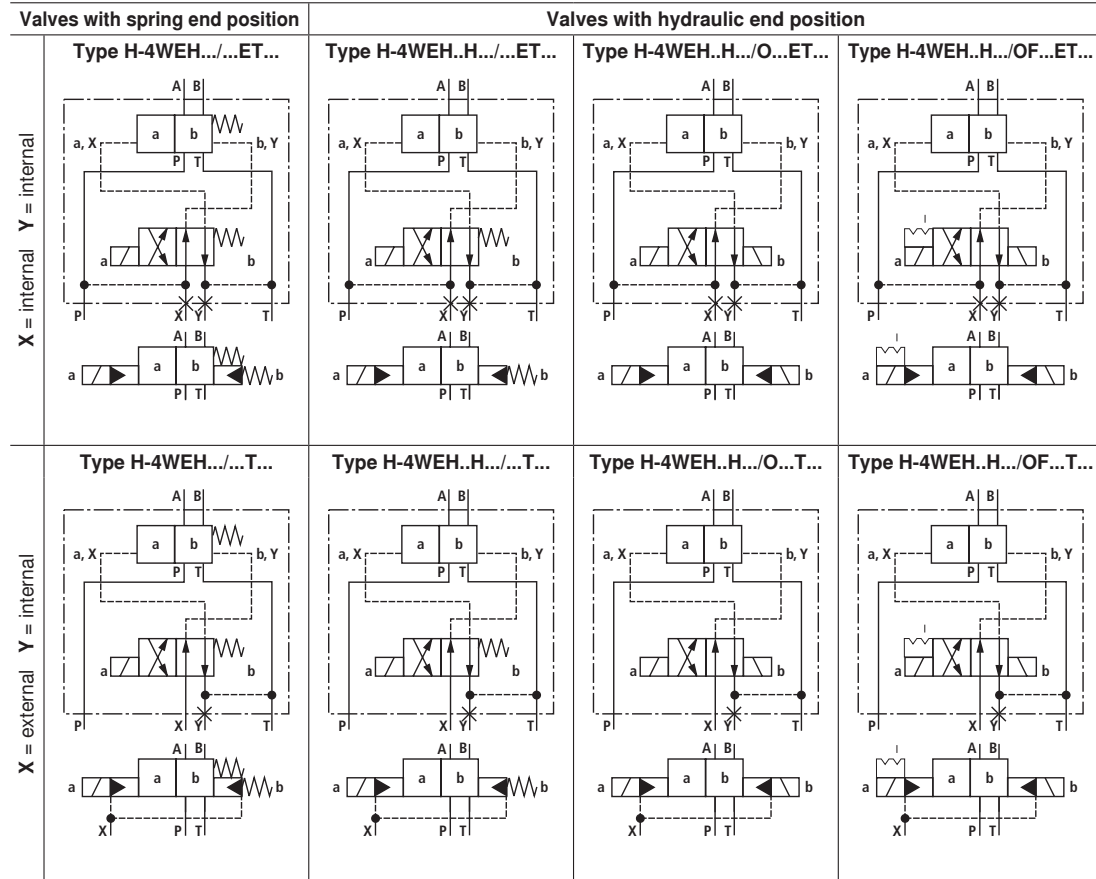 Valves with spring end position
Valves with hydraulic end position
X = internal   Y = internal
Type H-4WEH.../...ET...
A B
a b
a, X b, Y
P T
a b
P X Y T
A B
a a b b
P T
Type H-4WEH..H.../...ET...
A B
a b
a, X b, Y
P T
a b
P X Y T
A B
a a b b
P T
Type H-4WEH..H.../O...ET...
A B
a b
a, X b, Y
P T
a b
P X Y T
A B
a a b b
P T
Type H-4WEH..H.../OF...ET...
A B
a b
a, X b, Y
P T
a b
P X Y T
A B
a a b b
P T
X = external   Y = internal
Type H-4WEH.../...T...
A B
a b
a, X b, Y
P T
a b
P X Y T
A B
a a b b
X P T
Type H-4WEH..H.../...T...
A B
a b
a, X b, Y
P T
a b
P X Y T
A B
a a b b
X P T
Type H-4WEH..H.../O...T...
A B
a b
a, X b, Y
P T
a b
P X Y T
A B
a a b b
X P T
Type H-4WEH..H.../OF...T...
A B
a b
a, X b, Y
P T
a b
P X Y T
A B
a a b b
X P T